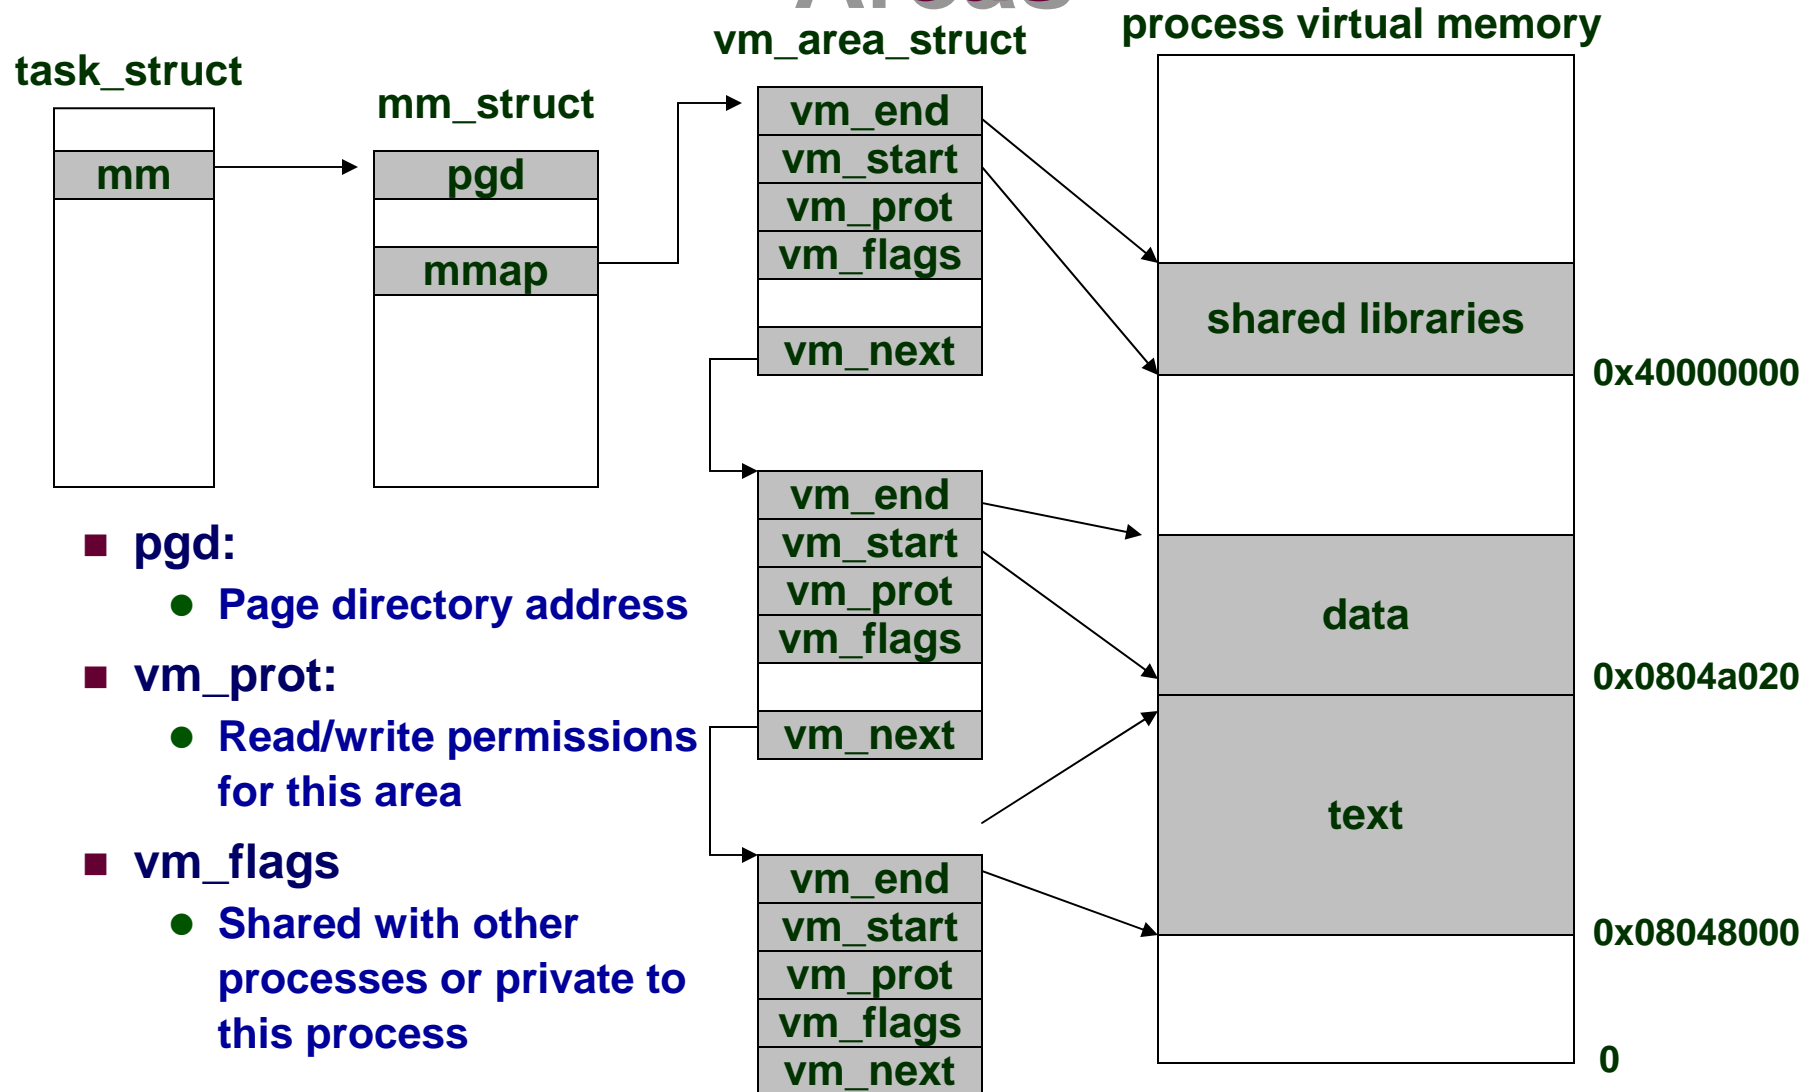 Areas
process virtual memory
vm_area_struct
task_struct
mm_struct
mm
pgd
mmap
vm_end
vm_start
vm_prot
vm_flags
vm_next
shared libraries
0x40000000
vm_end
vm_start
vm_prot
vm_flags
vm_next
data
0x0804a020
text
0x08048000
0
vm_end
vm_start
vm_prot
vm_flags
vm_next
pgd:
Page directory address
vm_prot:
Read/write permissions
for this area
vm_flags
Shared with other
processes or private to
this process